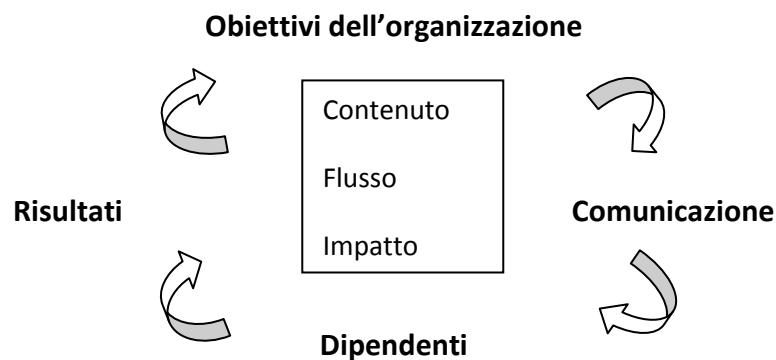 Obiettivi dell’organizzazione
Contenuto
Flusso
Impatto
Risultati
Comunicazione
Dipendenti